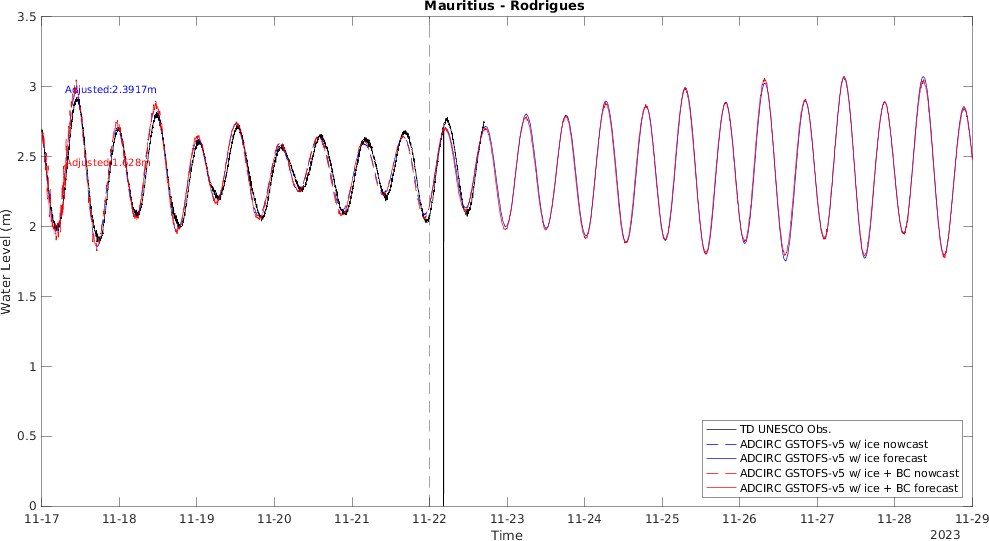 Mauritius - Rodrigues
3.5
3
2.5
2
1.5
1
0.5
0
Water Level (m)
Adjusted:2.3917m
Adjusted:1.628m
TD UNESCO Obs.
ADCIRC GSTOFS-v5 w/ ice nowcast
ADCIRC GSTOFS-v5 w/ ice forecast
ADCIRC GSTOFS-v5 w/ ice + BC nowcast
ADCIRC GSTOFS-v5 w/ ice + BC forecast
11-17 11-18 11-19 11-20 11-21 11-22 11-23 11-24 11-25 11-26 11-27 11-28 11-29
Time
2023